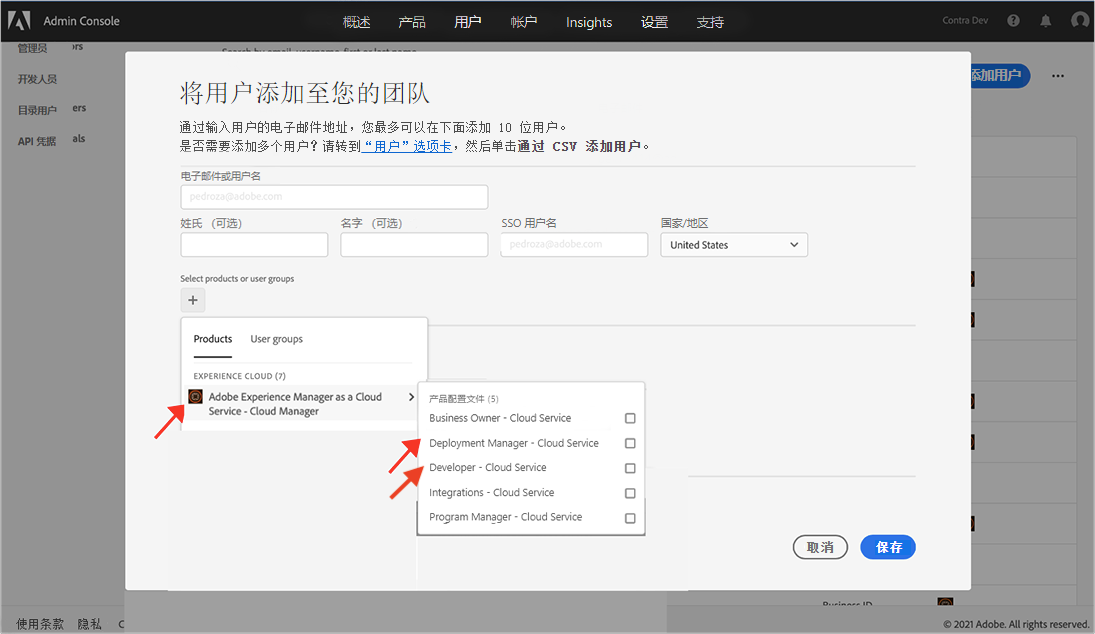 Admin Console
概述 产品 用户 帐户 Insights 设置 支持
Contra Dev
管理员
ors
Search by email, username, first or last name
开发人员
目录用户
ers
API 凭据
als
添加用户
将用户添加至您的团队
通过输入用户的电子邮件地址，您最多可以在下面添加 10 位用户。
是否需要添加多个用户？请转到“用户”选项卡，然后单击通过 CSV 添加用户。
电子邮件或用户名
pedroza@adobe.com
姓氏 (可选) 名字 (可选) SSO 用户名 国家/地区
pedroza@adobe.com United States
Select products or user groups
+
Products User groups
EXPERIENCE CLOUD (7)
Adobe Experience Manager as a Cloud
Service - Cloud Manager
产品配置文件 (5)
Business Owner - Cloud Service
Deployment Manager - Cloud Service
Developer - Cloud Service
Integrations - Cloud Service
Program Manager - Cloud Service
取消 保存
Business ID
使用条款 隐私 C
© 2021 Adobe. All rights reserved.